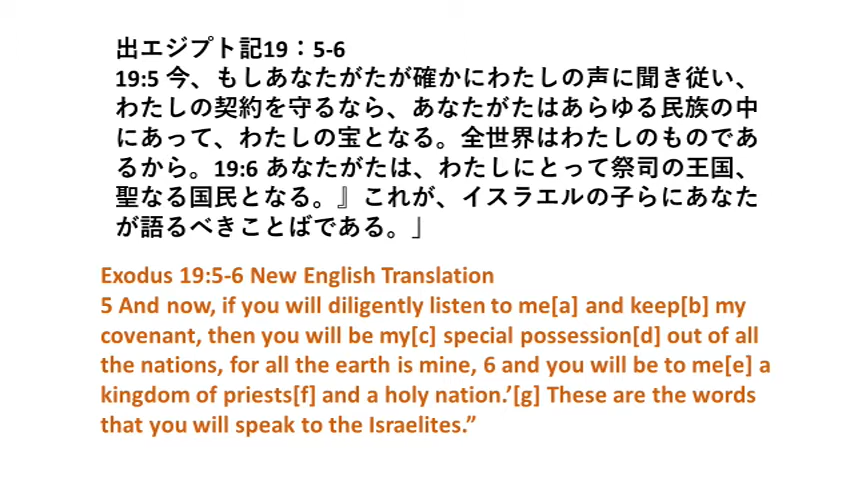 出エジプト記19：5-6
19:5 今、もしあなたがたが確かにわたしの声に聞き従い、
わたしの契約を守るなら、あなたがたはあらゆる民族の中
にあって、わたしの宝となる。全世界はわたしのものであ
るから。19:6 あなたがたは、わたしにとって祭司の王国、
聖なる国民となる。』これが、イスラエルの子らにあなた
が語るべきことばである。」
Exodus 19:5-6 New English Translation
5 And now, if you will diligently listen to me[a] and keep[b] my
covenant, then you will be my[c] special possession[d] out of all
the nations, for all the earth is mine, 6 and you will be to me[e] a
kingdom of priests[f] and a holy nation.’[g] These are the words
that you will speak to the Israelites.”